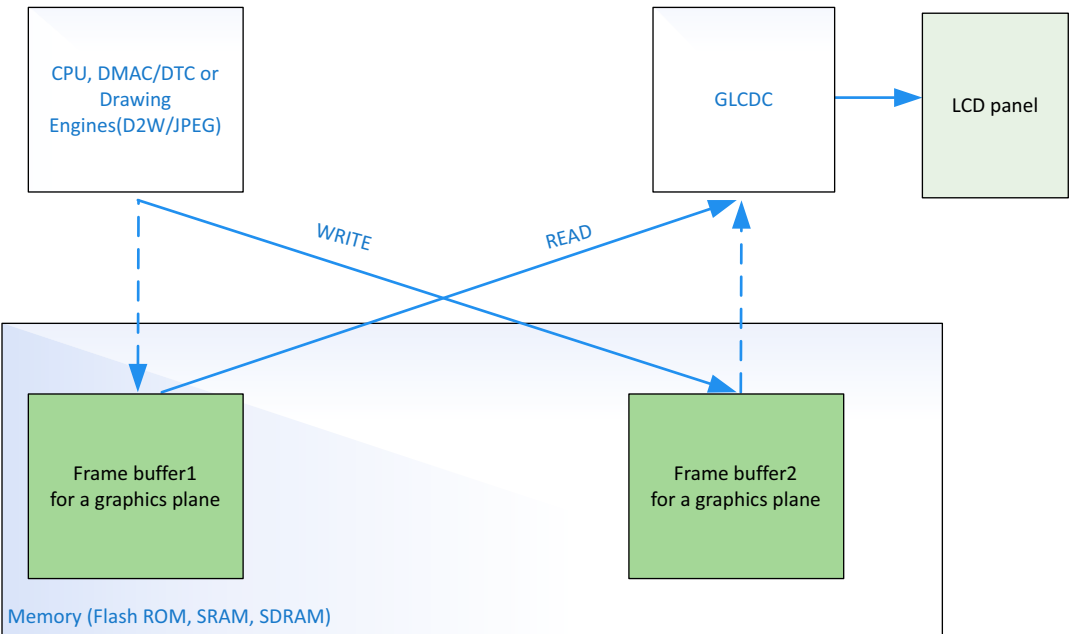 CPU, DMAC/DTC or
Drawing
Engines(D2W/JPEG)
GLCDC
LCD panel
WRITE
READ
Frame buffer1
for a graphics plane
Frame buffer2
for a graphics plane
Memory (Flash ROM, SRAM, SDRAM)